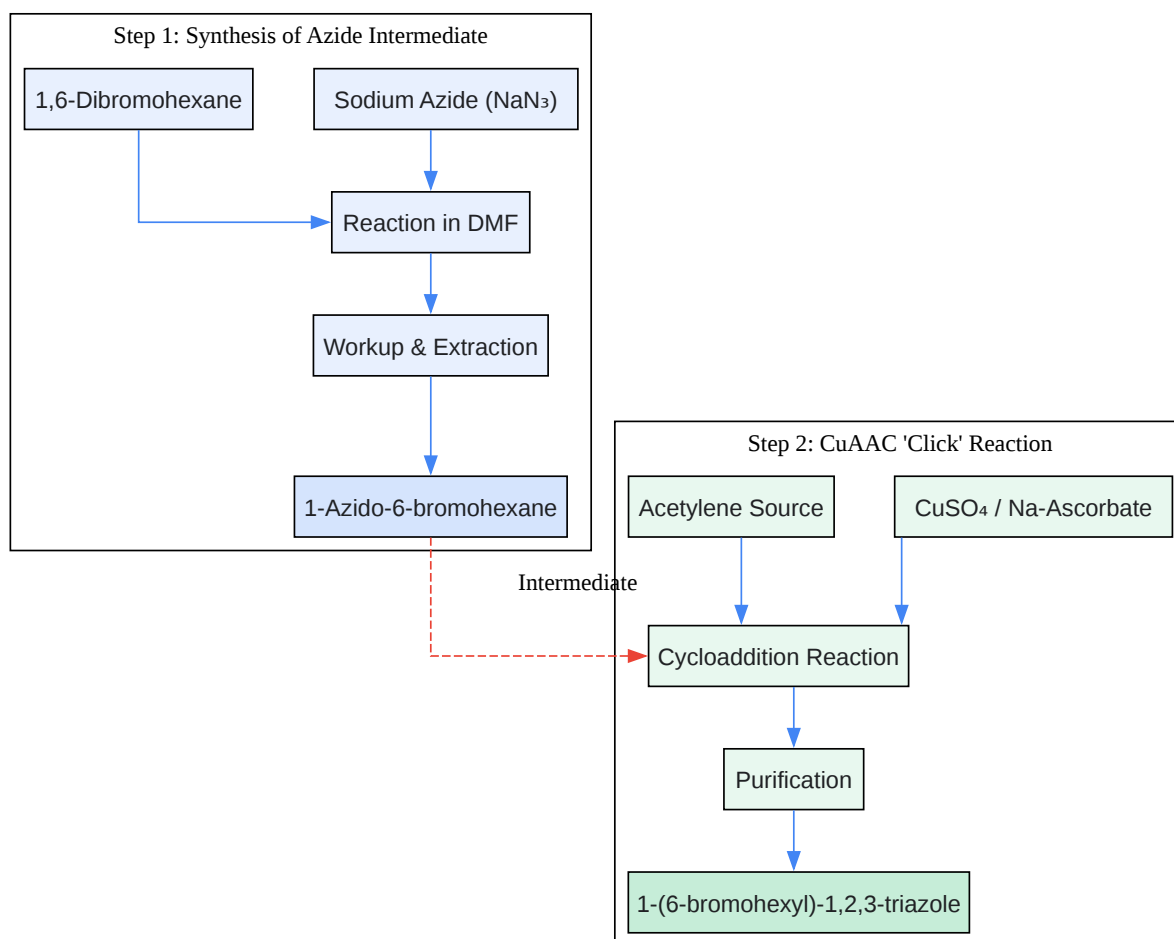 Step 1: Synthesis of Azide Intermediate
1,6-Dibromohexane
Sodium Azide (NaN₃)
Reaction in DMF
Workup & Extraction
1-Azido-6-bromohexane
Intermediate
Step 2: CuAAC 'Click' Reaction
Acetylene Source
CuSO₄ / Na-Ascorbate
Cycloaddition Reaction
Purification
1-(6-bromohexyl)-1,2,3-triazole